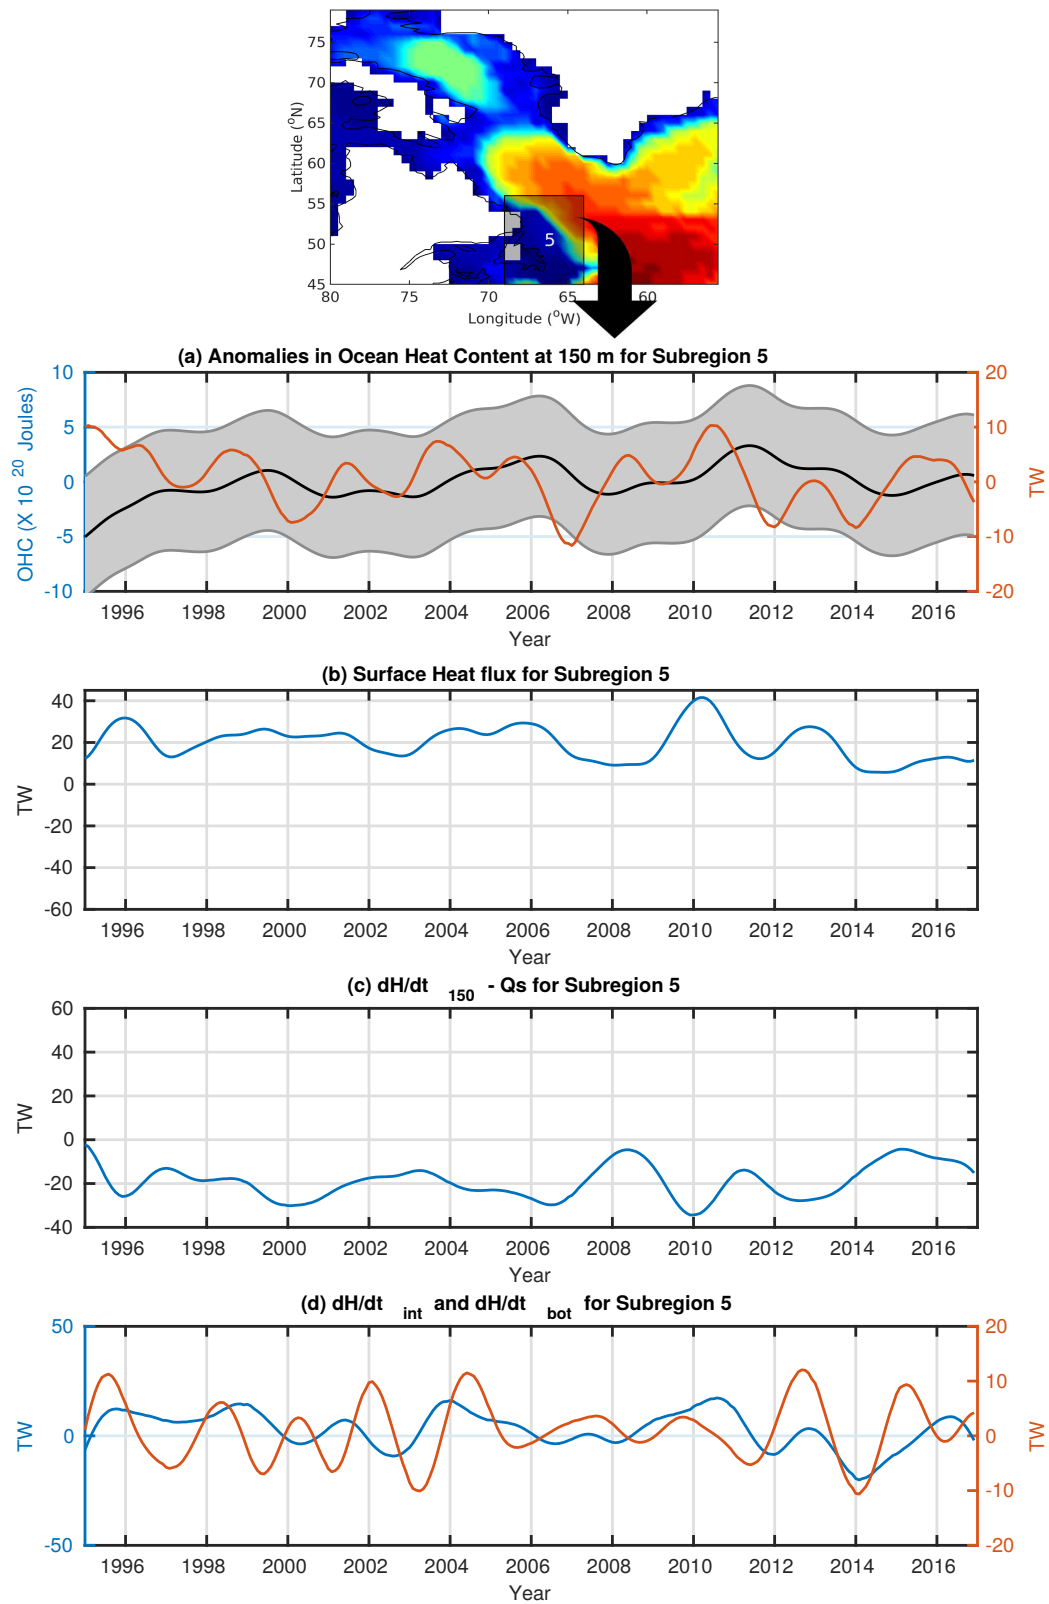 75
70
65
60
55
50
45
Latitude (°N)
5
80 75 70 65 60
Longitude (°W)
(a) Anomalies in Ocean Heat Content at 150 m for Subregion 5
10
5
0
-5
-10
OHC (X 10 20 Joules)
20
10
0
-10
-20
TW
1996 1998 2000 2002 2004 2006 2008 2010 2012 2014 2016
Year
(b) Surface Heat flux for Subregion 5
40
20
0
-20
-40
-60
TW
1996 1998 2000 2002 2004 2006 2008 2010 2012 2014 2016
Year
(c) dH/dt 150 - Qs for Subregion 5
60
40
20
0
-20
-40
TW
1996 1998 2000 2002 2004 2006 2008 2010 2012 2014 2016
Year
(d) dH/dt int and dH/dt bot for Subregion 5
50
0
-50
TW
20
10
0
-10
-20
TW
1996 1998 2000 2002 2004 2006 2008 2010 2012 2014 2016
Year